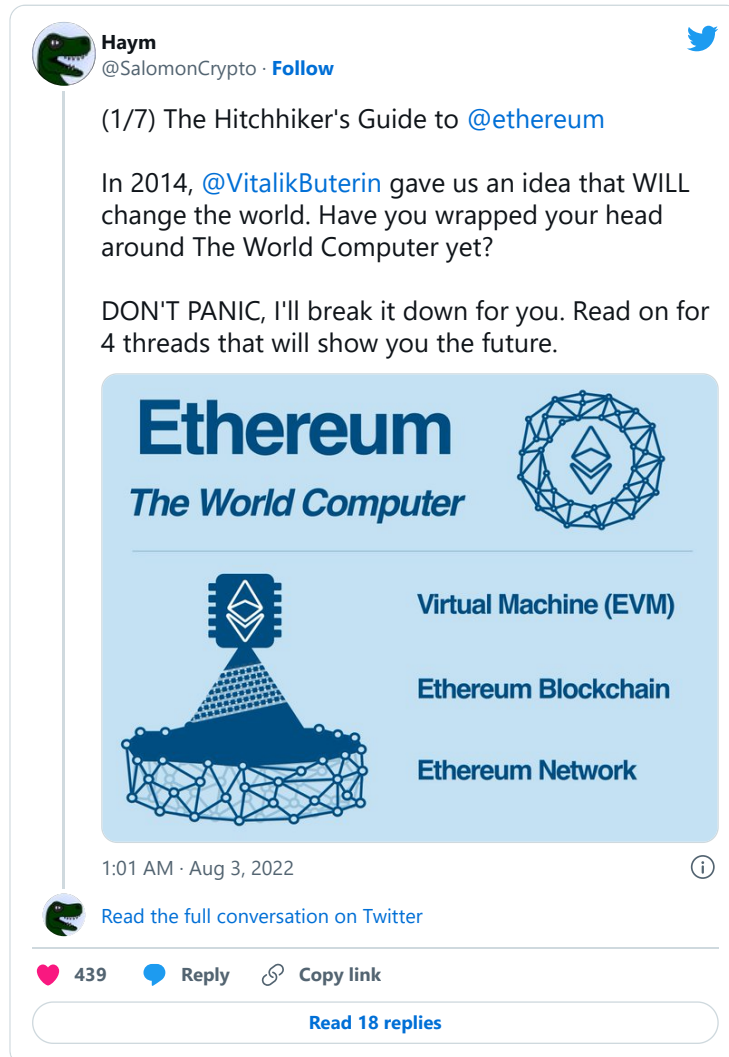 Haym
@SalomonCrypto · Follow
(1/7) The Hitchhiker's Guide to @ethereum
In 2014, @VitalikButerin gave us an idea that WILL
change the world. Have you wrapped your head
around The World Computer yet?
DON'T PANIC, I'll break it down for you. Read on for
4 threads that will show you the future.
Ethereum
The World Computer
Virtual Machine (EVM)
Ethereum Blockchain
Ethereum Network
1:01 AM · Aug 3, 2022
Read the full conversation on Twitter
439 Reply Copy link
Read 18 replies